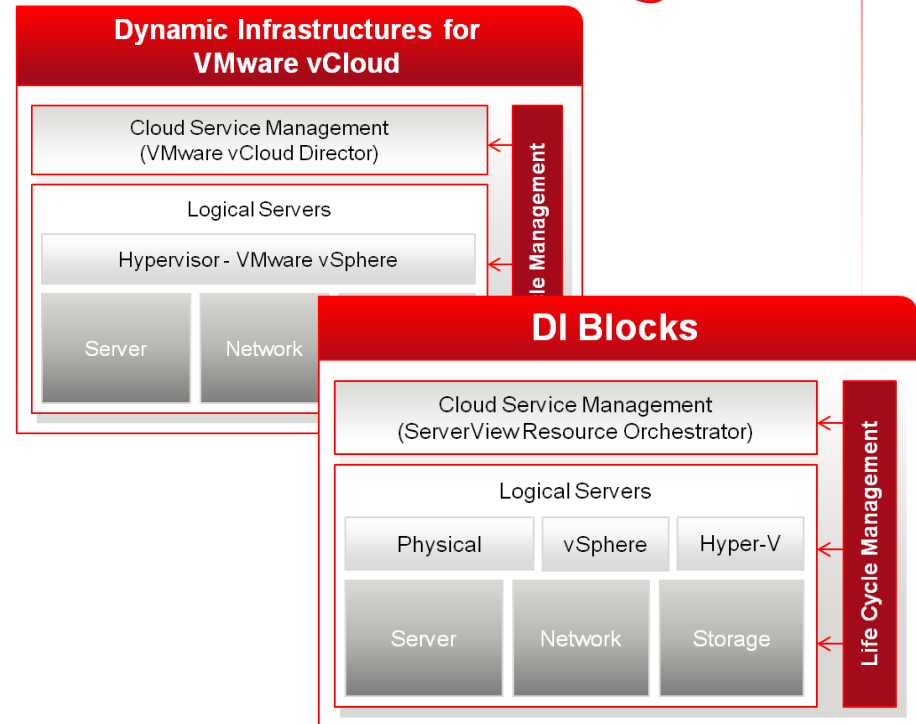 Dynamic Infrastructures for
VMware vCloud
Cloud Service Management
(VMware vCloud Director)
Logical Servers
Hypervisor - VMware vSphere
Server
Network
Management
DI Blocks
Cloud Service Management
(ServerView Resource Orchestrator)
Logical Servers
Physical
vSphere
Hyper-V
Server
Network
Storage
Life Cycle Management